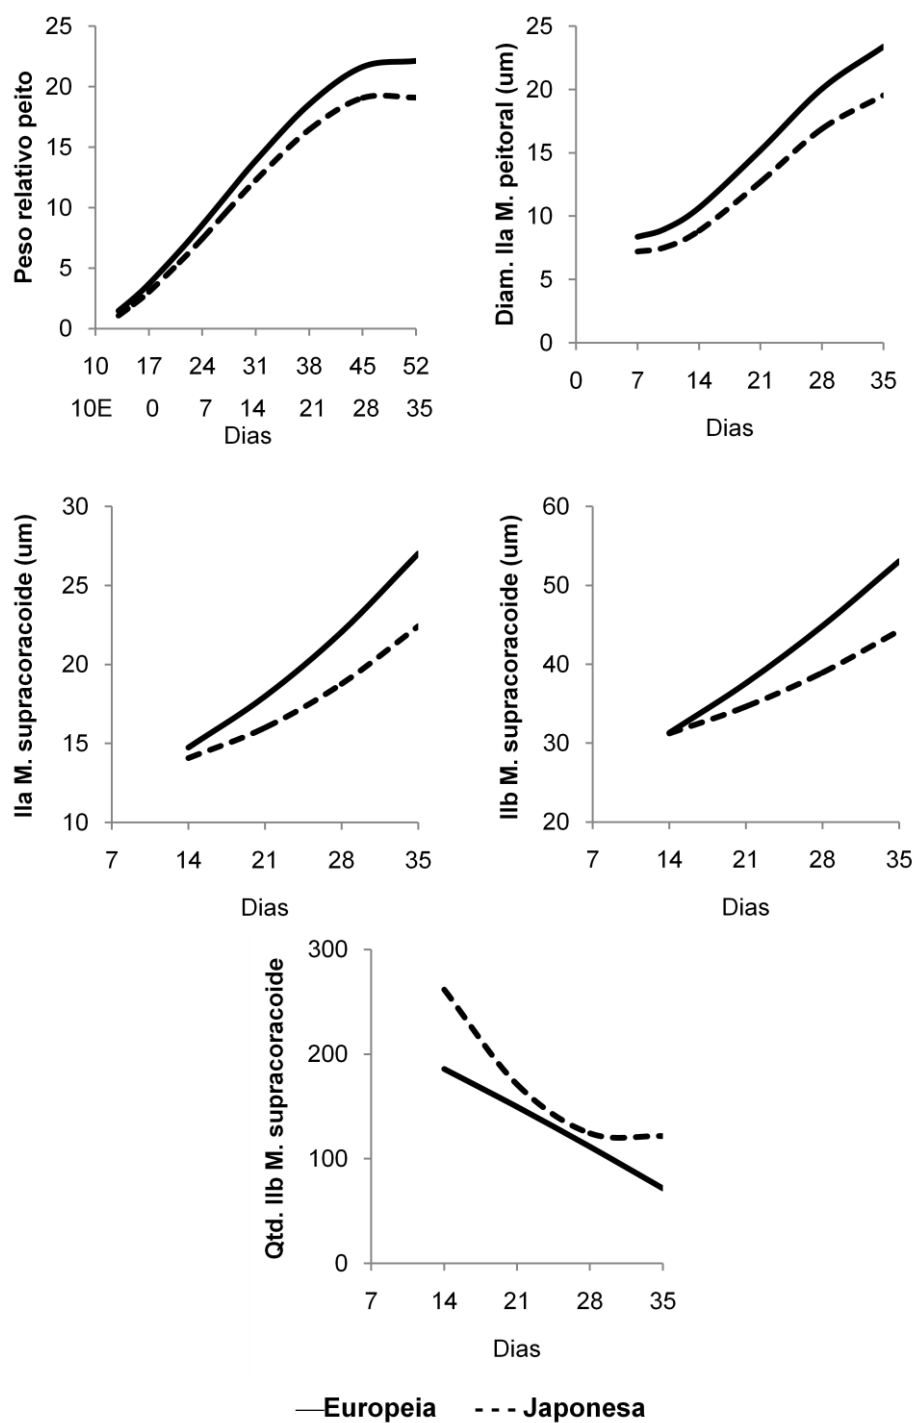 Peso relativo peito
25
20
15
10
5
0
10 17 24 31 38 45 52
10E 0 7 14 21 28 35
Dias
Diam. IIa M. peitoral (um)
25
20
15
10
5
0
0 7 14 21 28 35
Dias
IIa M. supracoracoide (um)
30
25
20
15
10
7 14 21 28 35
Dias
IIb M. supracoracoide (um)
60
50
40
30
20
7 14 21 28 35
Dias
Qtd. IIb M. supracoracoide
300
200
100
0
7 14 21 28 35
Dias
Europeia Japonesa